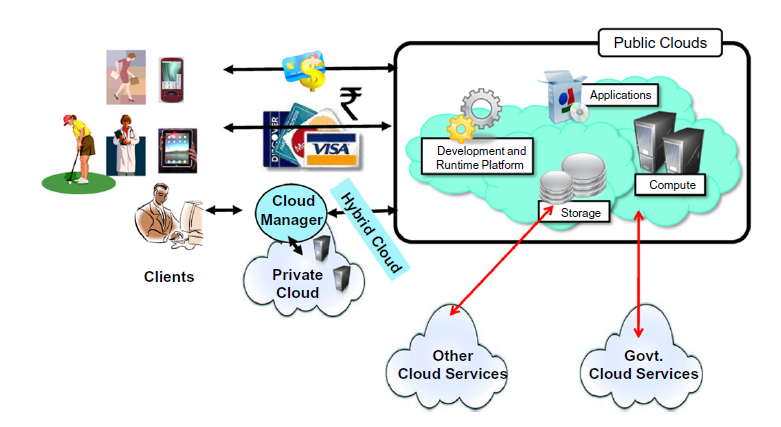 Public Clouds
Applications
₹
$
DISCOVER
VISA
Development and
Runtime Platform
Compute
Storage
Cloud
Manager
Hybrid Cloud
Private
Cloud
Clients
Other
Cloud Services
Govt.
Cloud Services